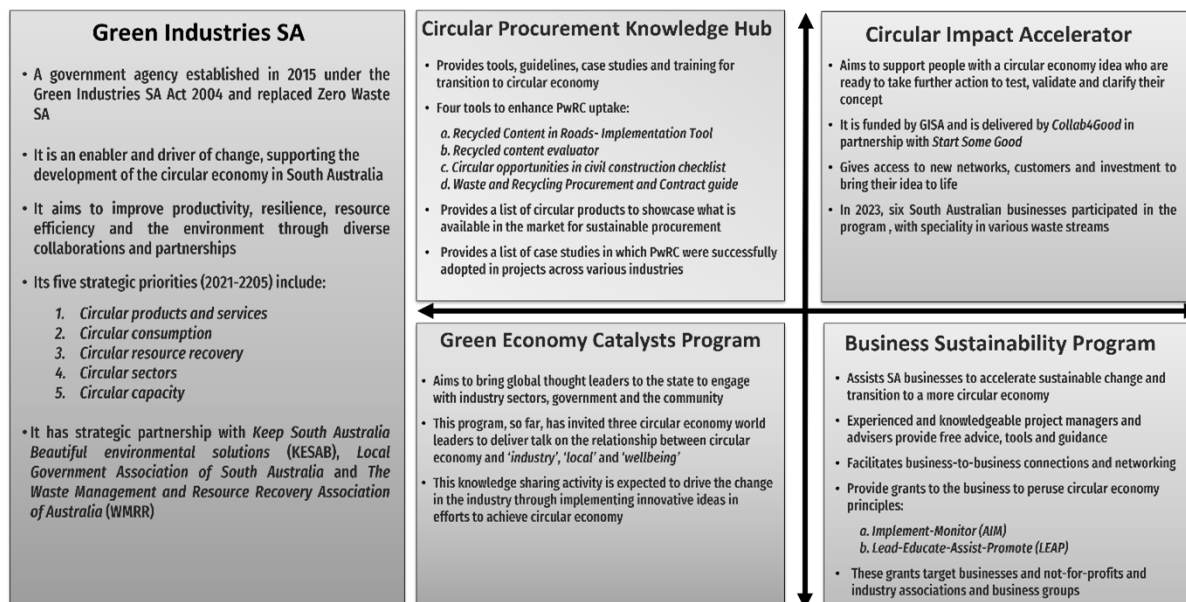 Green Industries SA
• A government agency established in 2015 under the
Green Industries SA Act 2004 and replaced Zero Waste
SA
• It is an enabler and driver of change, supporting the
development of the circular economy in South Australia
• It aims to improve productivity, resilience, resource
efficiency and the environment through diverse
collaborations and partnerships
• Its five strategic priorities (2021-2205) include:
1. Circular products and services
2. Circular consumption
3. Circular resource recovery
4. Circular sectors
5. Circular capacity
• It has strategic partnership with Keep South Australia
Beautiful environmental solutions (KESAB), Local
Government Association of South Australia and The
Waste Management and Resource Recovery Association
of Australia (WMRR)
Circular Procurement Knowledge Hub
• Provides tools, guidelines, case studies and training for
transition to circular economy
• Four tools to enhance PwRC uptake:
a. Recycled Content in Roads- Implementation Tool
b. Recycled content evaluator
c. Circular opportunities in civil construction checklist
d. Waste and Recycling Procurement and Contract guide
• Provides a list of circular products to showcase what is
available in the market for sustainable procurement
• Provides a list of case studies in which PwRC were successfully
adopted in projects across various industries
Circular Impact Accelerator
• Aims to support people with a circular economy idea who are
ready to take further action to test, validate and clarify their
concept
• It is funded by GISA and is delivered by Collab4Good in
partnership with Start Some Good
• Gives access to new networks, customers and investment to
bring their idea to life
• In 2023, six South Australian businesses participated in the
program , with speciality in various waste streams
Green Economy Catalysts Program
• Aims to bring global thought leaders to the state to engage
with industry sectors, government and the community
• This program, so far, has invited three circular economy world
leaders to deliver talk on the relationship between circular
economy and ‘industry’, ‘local’ and ‘wellbeing’
• This knowledge sharing activity is expected to drive the change
in the industry through implementing innovative ideas in
efforts to achieve circular economy
Business Sustainability Program
• Assists SA businesses to accelerate sustainable change and
transition to a more circular economy
• Experienced and knowledgeable project managers and
advisers provide free advice, tools and guidance
• Facilitates business-to-business connections and networking
• Provide grants to the business to peruse circular economy
principles:
a. Implement-Monitor (AIM)
b. Lead-Educate-Assist-Promote (LEAP)
• These grants target businesses and not-for-profits and
industry associations and business groups